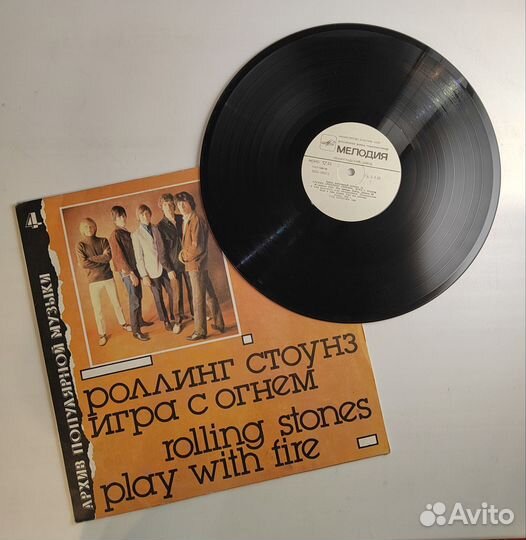 4
АРХИВ ПОПУЛЯРНОЙ МУЗЫКИ
РОЛЛИНГ СТОУНЗ
ИГРА С ОГНЕМ
rolling stones
play with fire
МЕЛОДИЯ
Avito